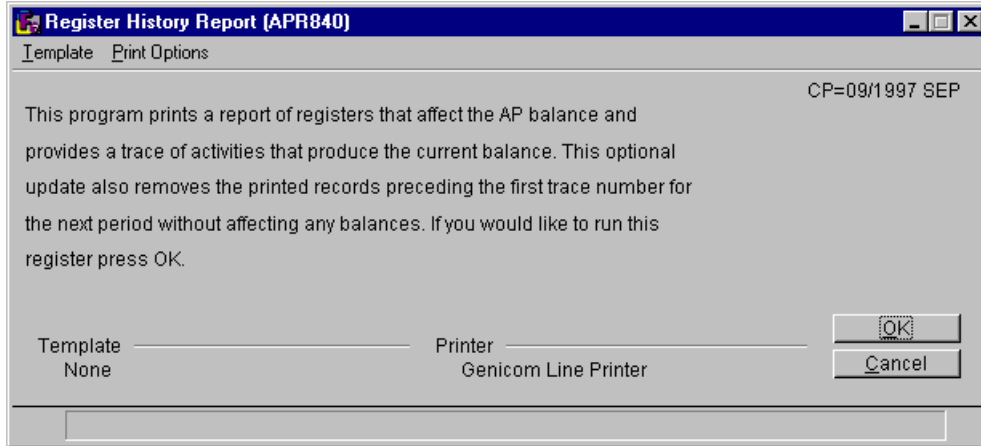 Register History Report (APR840)
Template Print Options
CP=09/1997 SEP
This program prints a report of registers that affect the AP balance and
provides a trace of activities that produce the current balance. This optional
update also removes the printed records preceding the first trace number for
the next period without affecting any balances. If you would like to run this
register press OK.
Template
None
Printer
Genicom Line Printer
OK
Cancel